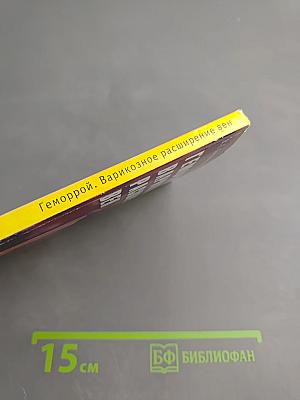 Геморрой. Варикозное расширение вен
15 см
БФ БИБЛИОФАН